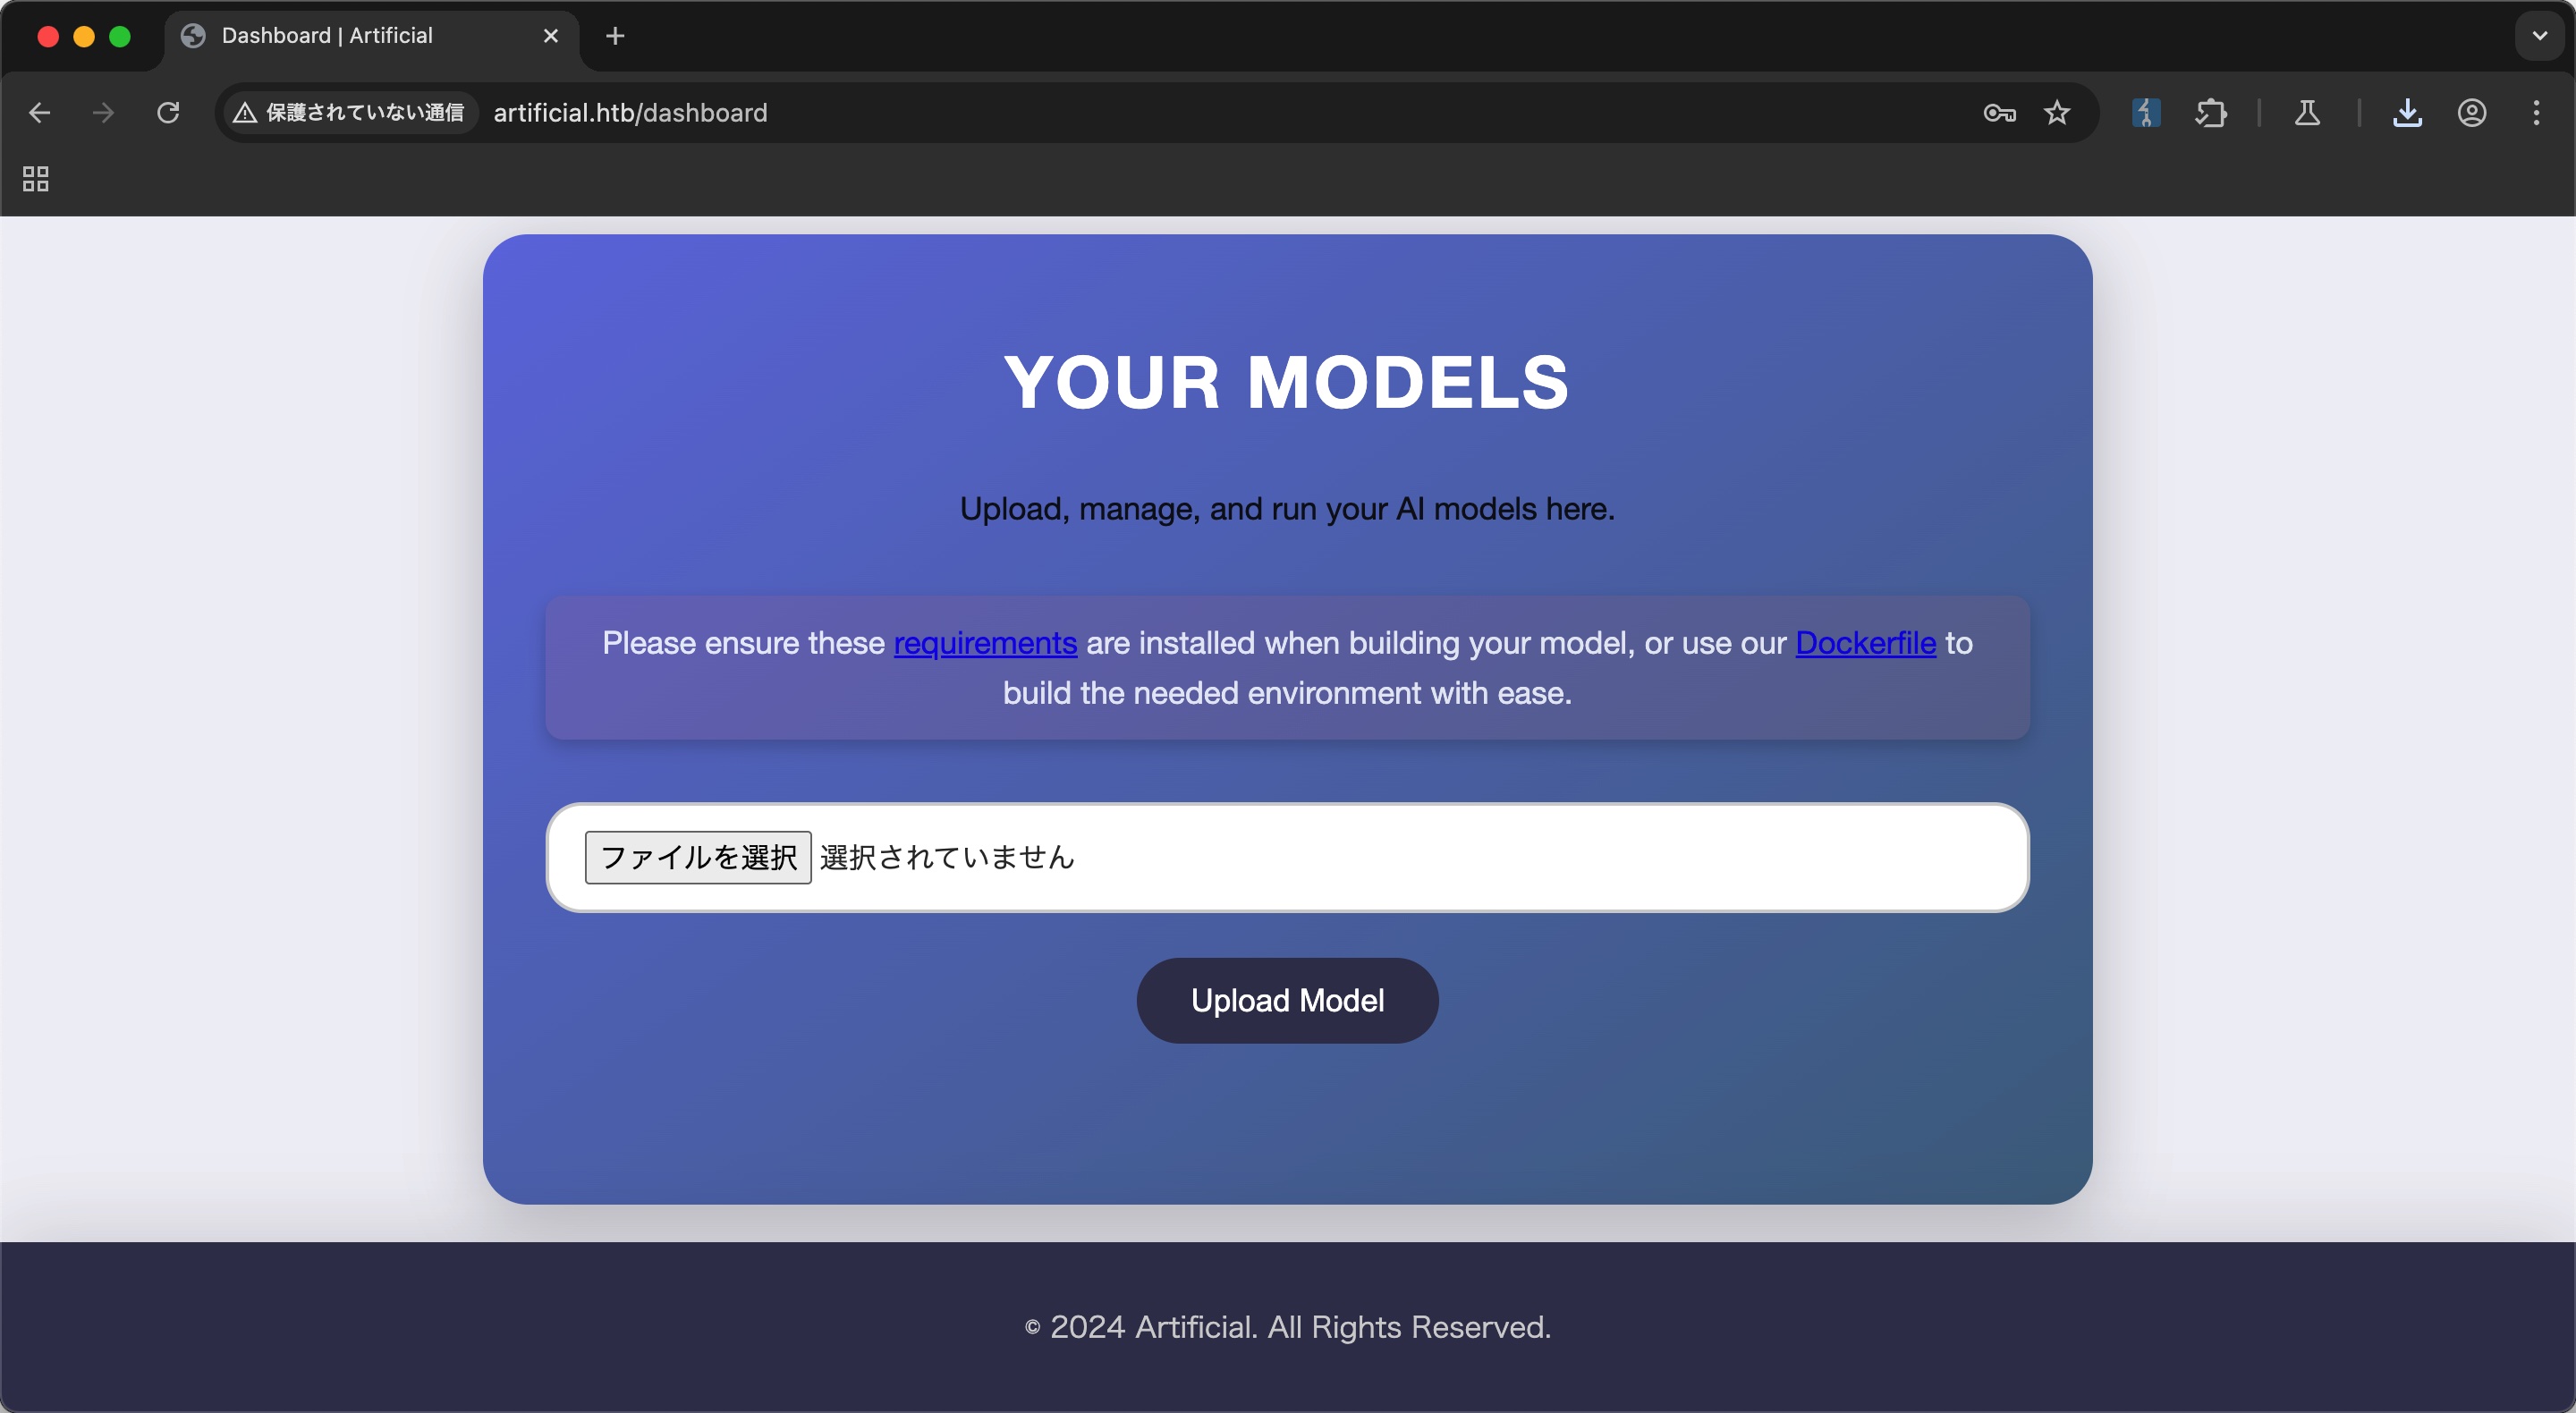 Dashboard | Artificial
保護されていない通信 artificial.htb/dashboard
YOUR MODELS
Upload, manage, and run your AI models here.
Please ensure these requirements are installed when building your model, or use our Dockerfile to
build the needed environment with ease.
ファイルを選択 選択されていません
Upload Model
© 2024 Artificial. All Rights Reserved.